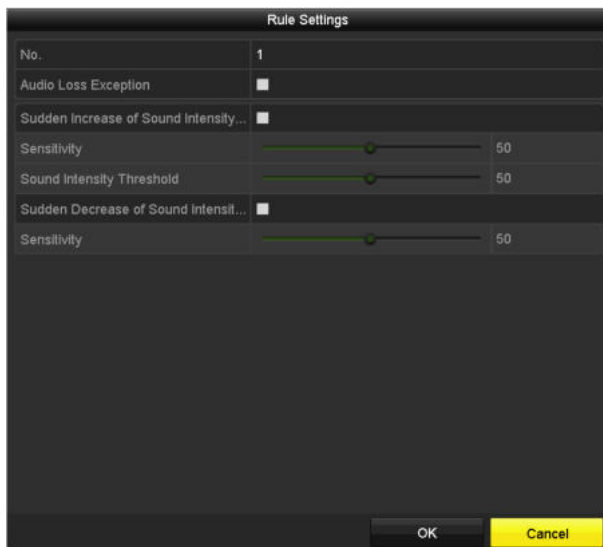 Rule Settings
No. 1
Audio Loss Exception
Sudden Increase of Sound Intensity...
Sensitivity 50
Sound Intensity Threshold 50
Sudden Decrease of Sound Intensit...
Sensitivity 50
OK Cancel